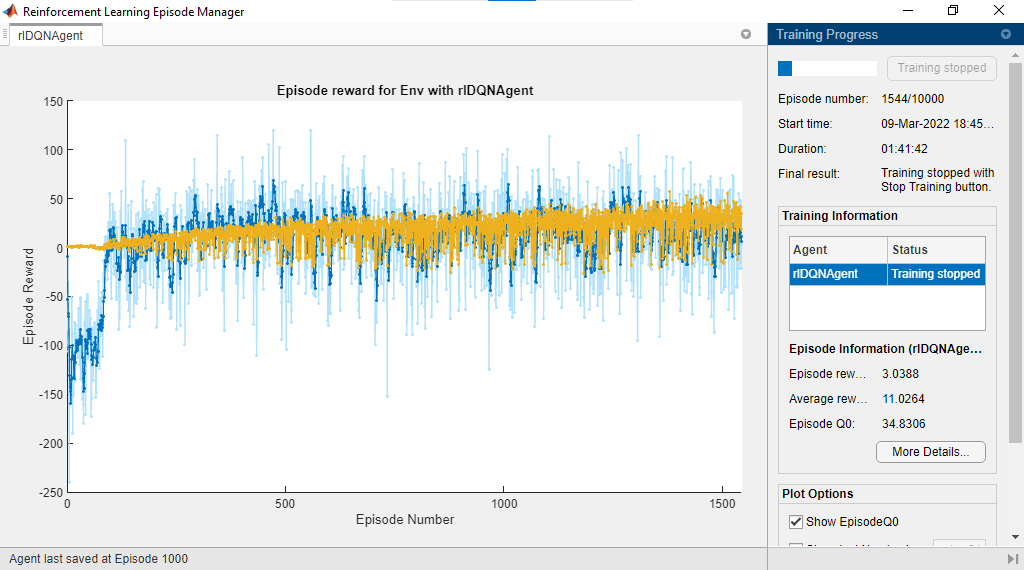 Reinforcement Learning Episode Manager
rlDQNAgent
Episode reward for Env with rlDQNAgent
150
100
50
0
-50
-100
-150
-200
-250
0
500
1000
1500
Episode Reward
Episode Number
Training Progress
Training stopped
Episode number: 1544/10000
Start time: 09-Mar-2022 18:45...
Duration: 01:41:42
Final result: Training stopped with
Stop Training button.
Training Information
Agent Status
rlDQNAgent Training stopped
Episode Information (rlDQNAge...
Episode rew... 3.0388
Average rew... 11.0264
Episode Q0: 34.8306
More Details...
Plot Options
Show EpisodeQ0
Agent last saved at Episode 1000